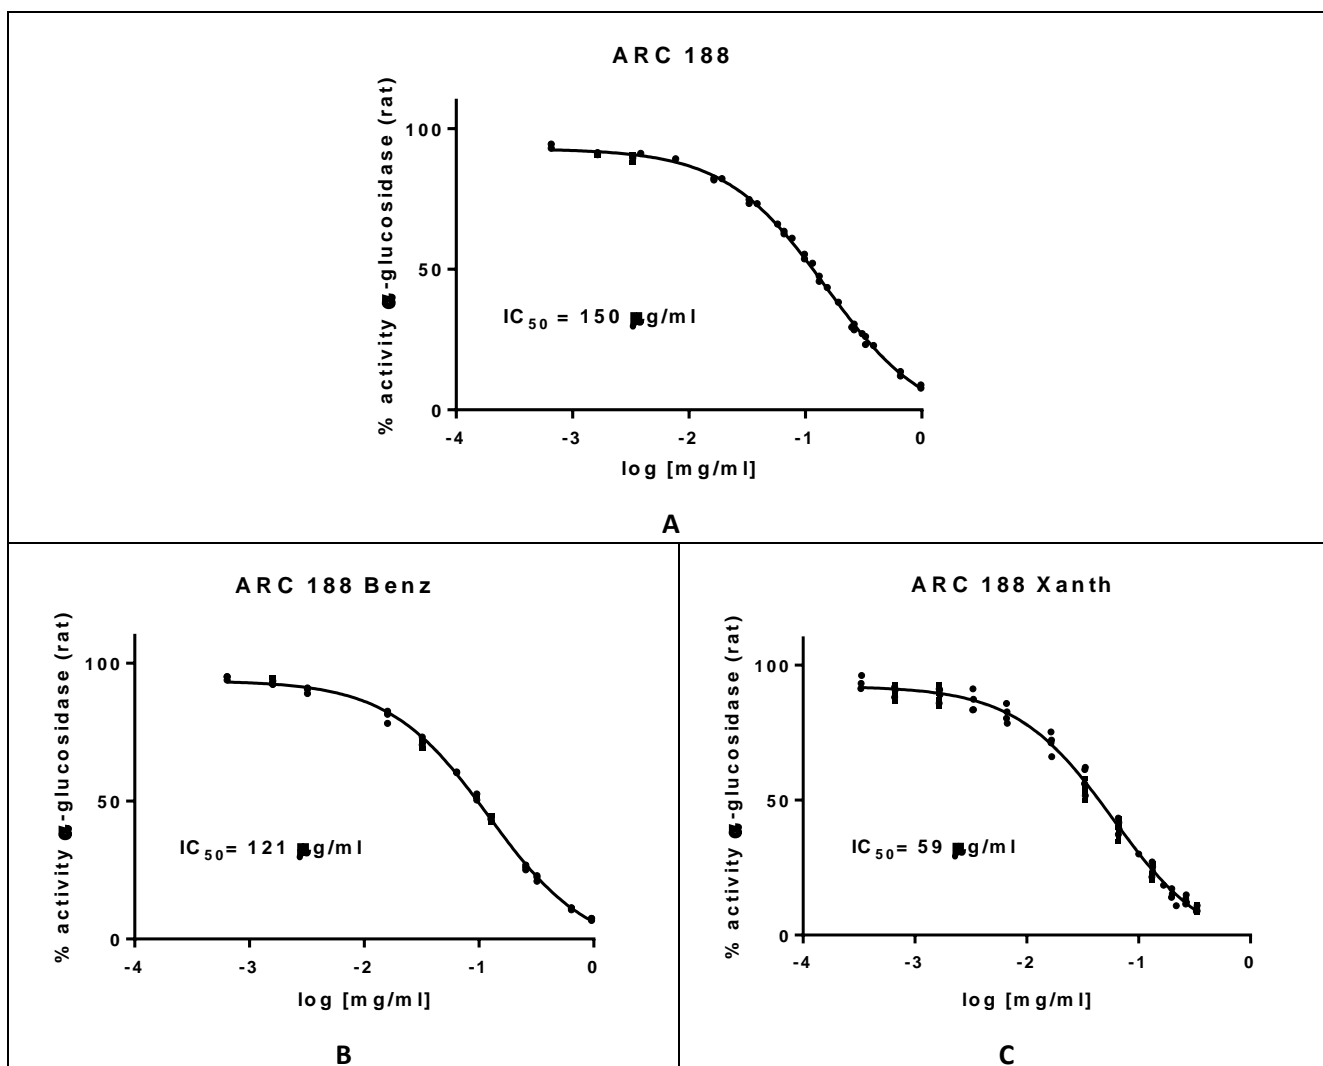 ARC 188
% activity α-glucosidase (rat)
100
50
0
IC50 = 150 µg/ml
-4 -3 -2 -1 0
log [mg/ml]
A
ARC 188 Benz
% activity α-glucosidase (rat)
100
50
0
IC50= 121 µg/ml
-4 -3 -2 -1 0
log [mg/ml]
B
ARC 188 Xanth
% activity α-glucosidase (rat)
100
50
0
IC50= 59 µg/ml
-4 -3 -2 -1 0
log [mg/ml]
C